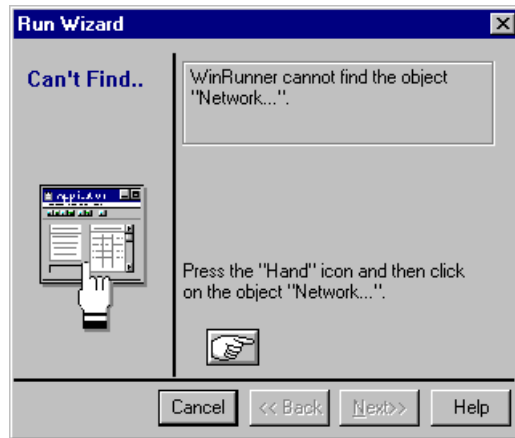 Run Wizard
Can't Find..
WinRunner cannot find the object
"Network...".
Press the "Hand" icon and then click
on the object "Network...".
Cancel
<< Back
Next>>
Help